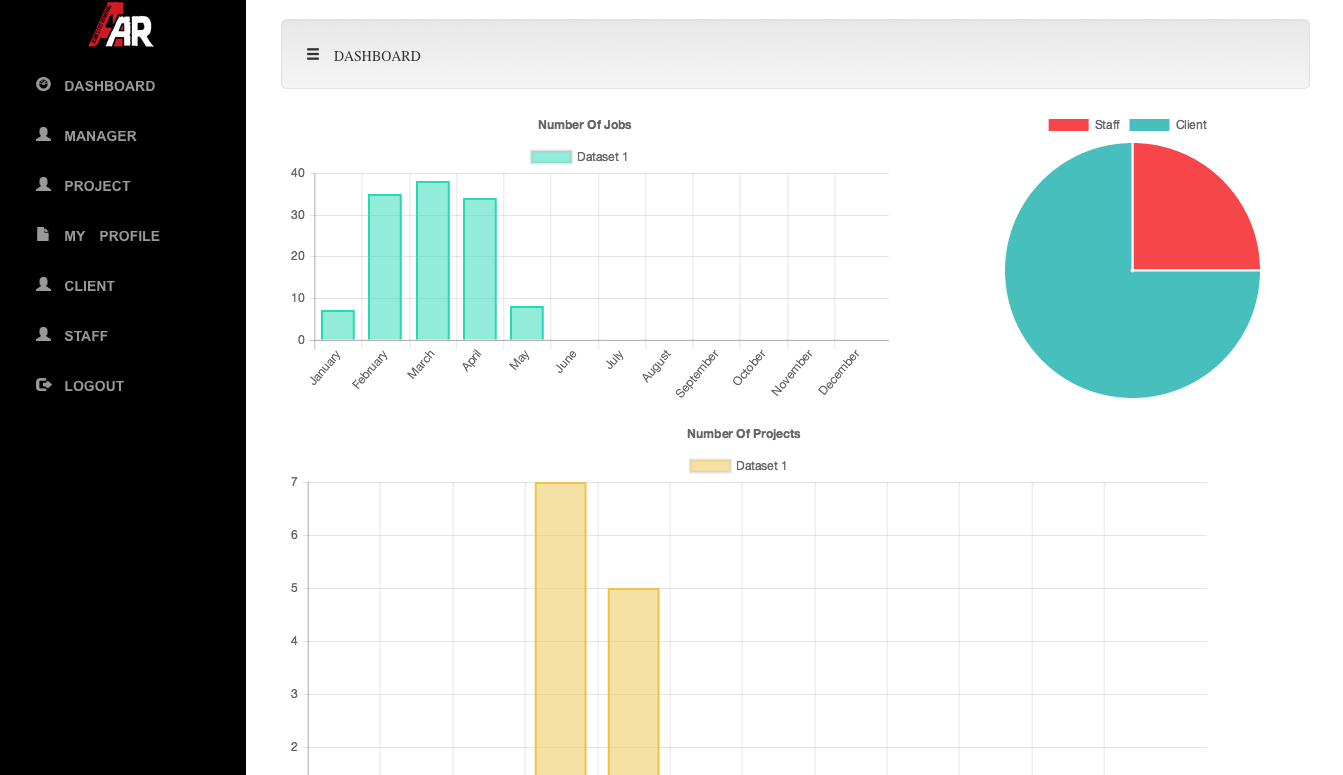 AAR
DASHBOARD
MANAGER
PROJECT
MY PROFILE
CLIENT
STAFF
LOGOUT
DASHBOARD
Number Of Jobs
Dataset 1
40
30
20
10
0
January
February
March
April
May
June
July
August
September
October
November
December
Staff
Client
Number Of Projects
Dataset 1
7
6
5
4
3
2